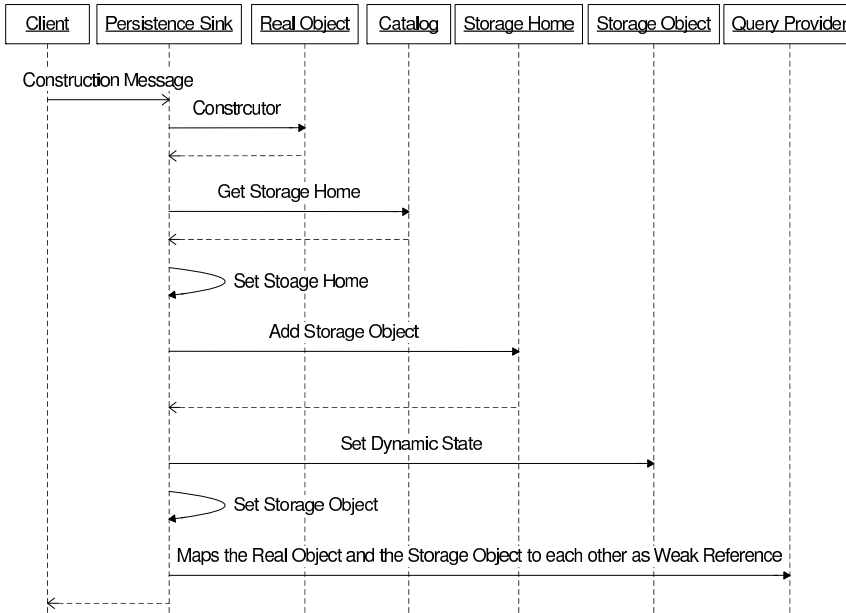 Client
Persistence Sink
Real Object
Catalog
Storage Home
Storage Object
Query Provider
Construction Message
Constrcutor
Get Storage Home
Set Stoage Home
Add Storage Object
Set Dynamic State
Set Storage Object
Maps the Real Object and the Storage Object to each other as Weak Reference